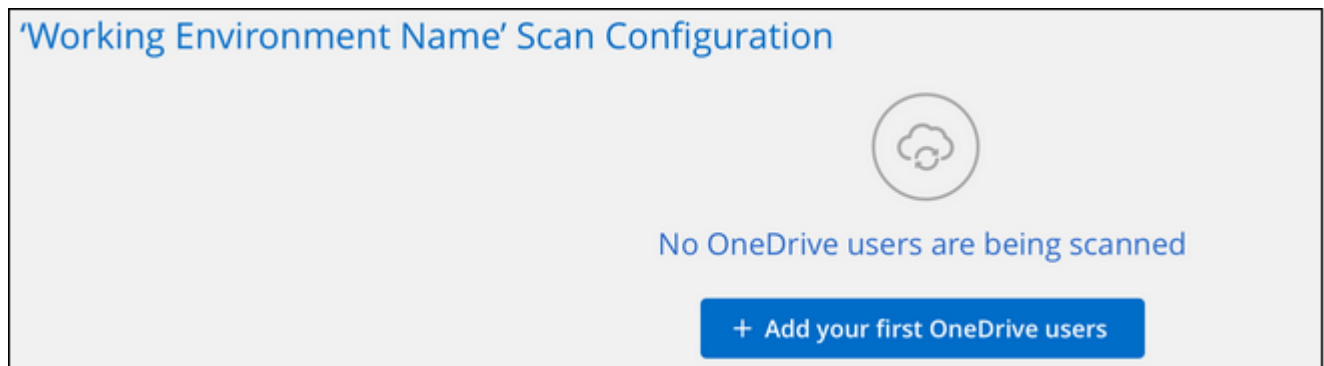 ‘Working Environment Name’ Scan Configuration
No OneDrive users are being scanned
+ Add your first OneDrive users